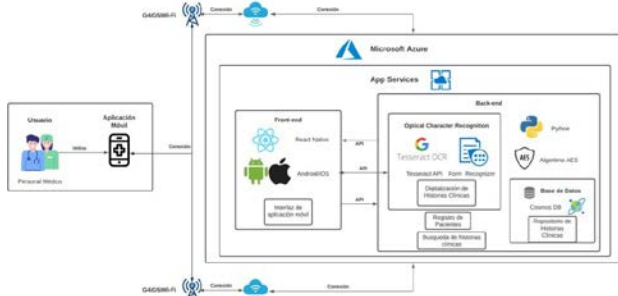 G4/G5/Wi-Fi
Conexión
Conexión
Microsoft Azure
App Services
Usuario
Aplicación
Móvil
Utiliza
Personal Médico
Conexión
Front-end
React Native
Android/IOS
Interfaz de
aplicación móvil
API
API
API
Back-end
Optical Character Recognition
Tesseract OCR
Tesseract API
Form Recognizer
Digitalización de
Historias Clínicas
Registro de
Pacientes
Busqueda de historias
clínicas
Python
AES
Algoritmo AES
Base de Datos
Cosmos DB
Repositorio de
Historias
Clínicas
G4/G5/Wi-Fi
Conexión
Conexión